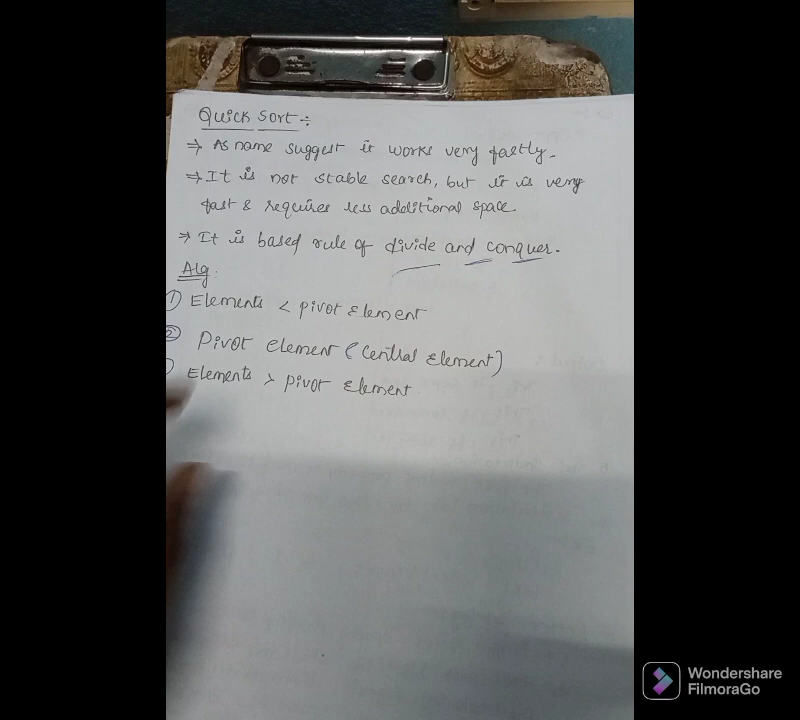 Quick Sort :-
⇒ As name suggest it works very fastly.
⇒ It is not stable search, but it is very
fast & requires less additional space.
⇒ It is based rule of divide and conquer.
Alg.
① Elements < pivot Element
② Pivot element (Central Element)
Elements > pivot Element.
Wondershare
FilmoraGo